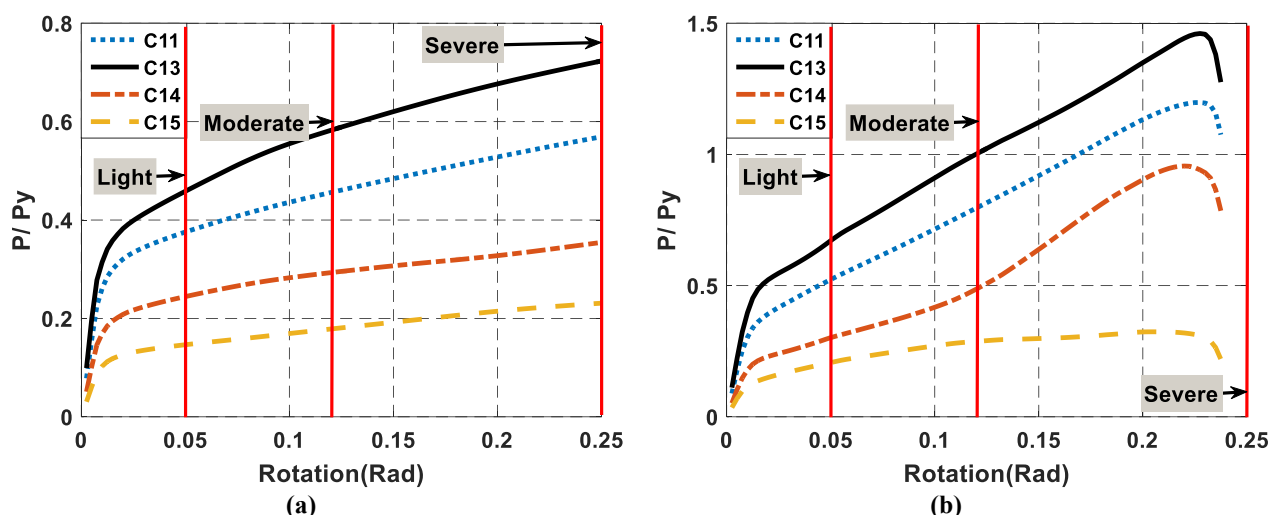 0.8
0.6
0.4
0.2
0
P/ Py
C11
C13
C14
C15
Light
Moderate
Severe
0 0.05 0.1 0.15 0.2 0.25
Rotation(Rad)
(a)
1.5
1
0.5
0
P/ Py
C11
C13
C14
C15
Light
Moderate
Severe
0 0.05 0.1 0.15 0.2 0.25
Rotation(Rad)
(b)